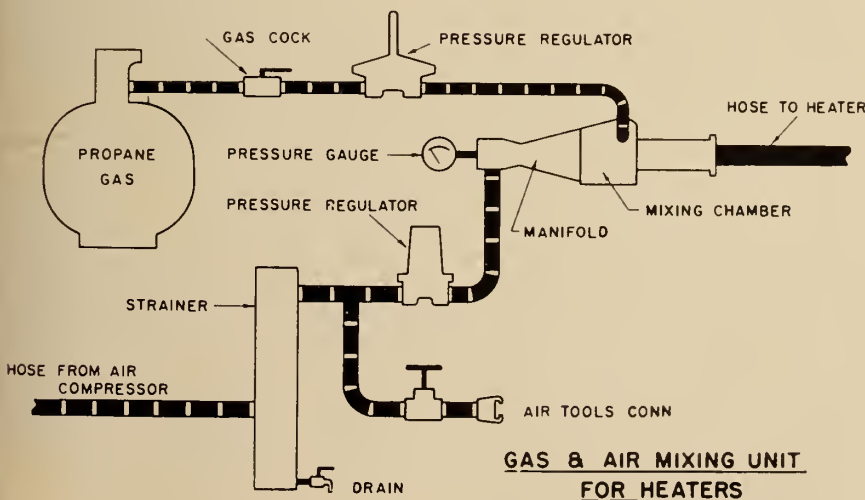 GAS COCK
PRESSURE REGULATOR
HOSE TO HEATER
PROPANE
GAS
PRESSURE GAUGE
PRESSURE REGULATOR
MIXING CHAMBER
MANIFOLD
STRAINER
HOSE FROM AIR
COMPRESSOR
AIR TOOLS CONN
DRAIN
GAS & AIR MIXING UNIT
FOR HEATERS